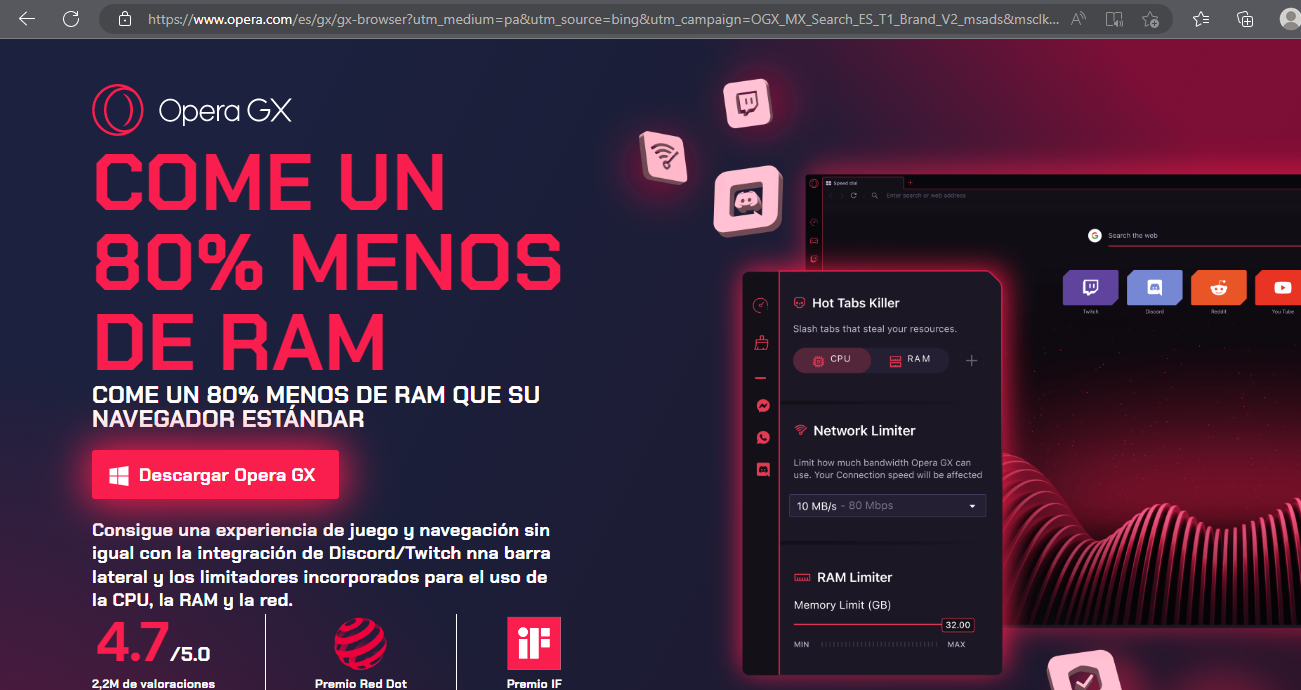 https://www.opera.com/es/gx/gx-browser?utm_medium=pa&utm_source=bing&utm_campaign=OGX_MX_Search_ES_T1_Brand_V2_msads&msclk...
Opera GX
COME UN
80% MENOS
DE RAM
COME UN 80% MENOS DE RAM QUE SU
NAVEGADOR ESTÁNDAR
Descargar Opera GX
Consigue una experiencia de juego y navegación sin
igual con la integración de Discord/Twitch nna barra
lateral y los limitadores incorporados para el uso de
la CPU, la RAM y la red.
4.7/5.0
2,2M de valoraciones
Premio Red Dot
iF
Premio IF
Speed dial
Enter search or web address
Search the web
Twitch
Discord
Reddit
You Tube
Hot Tabs Killer
Slash tabs that steal your resources.
CPU
RAM
Network Limiter
Limit how much bandwidth Opera GX can
use. Your Connection speed will be affected
10 MB/s - 80 Mbps
RAM Limiter
Memory Limit (GB)
32.00
MIN
MAX